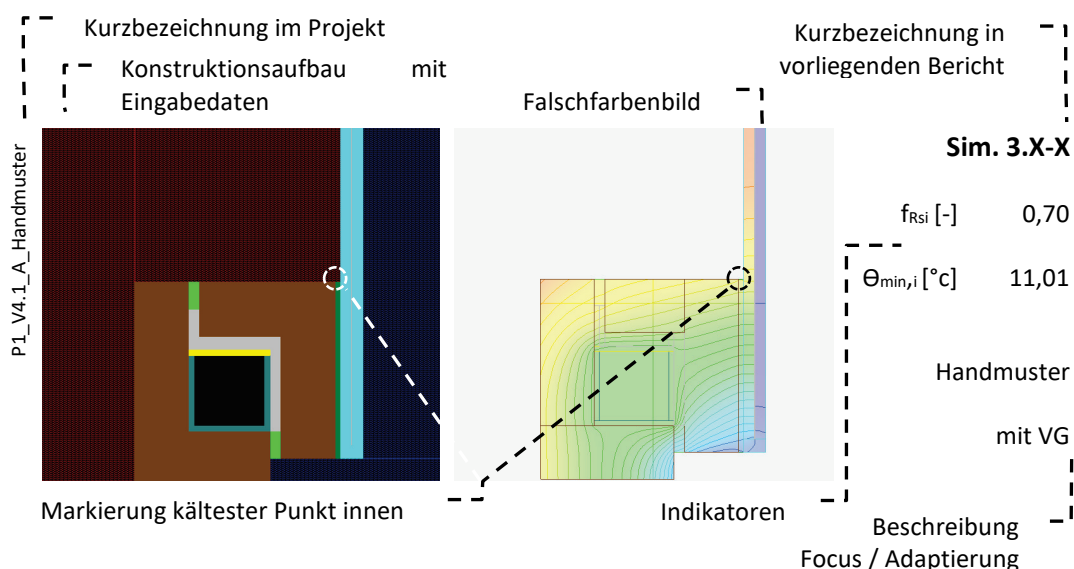 Kurzbezeichnung im Projekt
Konstruktionsaufbau mit
Eingabedaten
Falschfarbenbild
Kurzbezeichnung in
vorliegenden Bericht
P1_V4.1_A_Handmuster
Sim. 3.X-X
fRsi [-] 0,70
Ɵmin,i [°c] 11,01
Handmuster
mit VG
Markierung kältester Punkt innen
Indikatoren
Beschreibung
Focus / Adaptierung